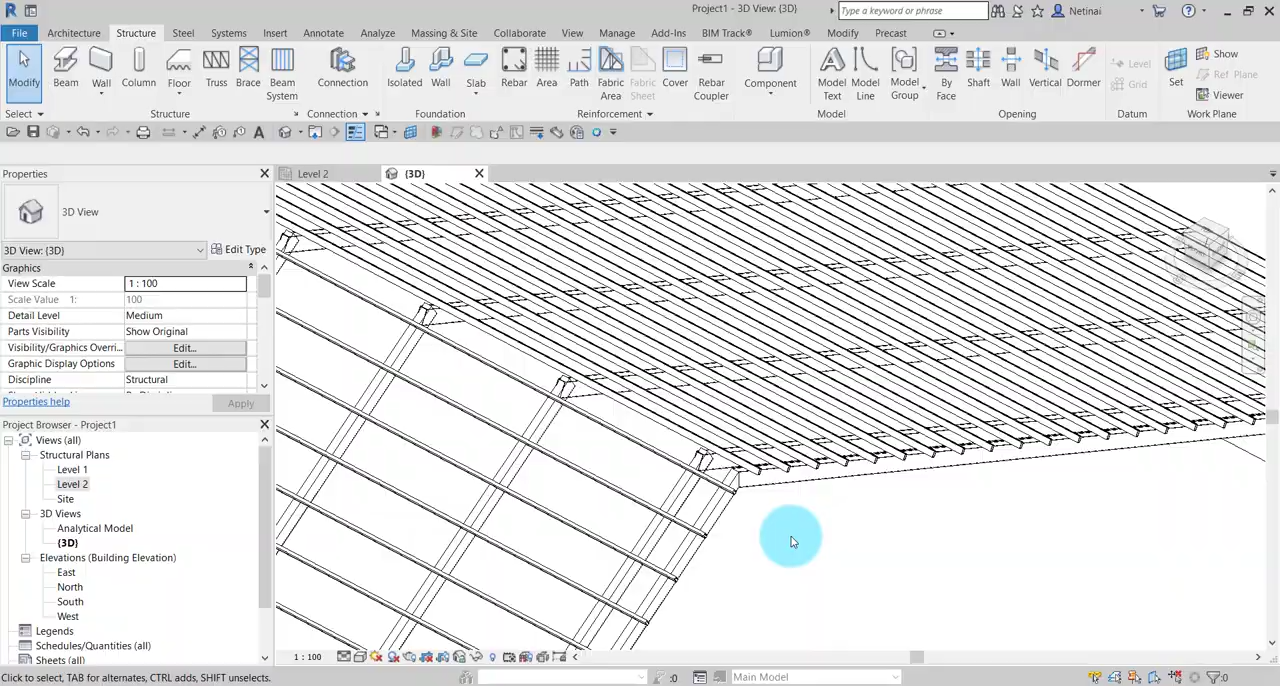 Project1 - 3D View: {3D}
Type a keyword or phrase
Netinai
File Architecture Structure Steel Systems Insert Annotate Analyze Massing & Site Collaborate View Manage Add-Ins BIM Track® Lumion® Modify Precast
Modify Beam Wall Column Floor Truss Brace Beam System Connection Isolated Wall Slab Rebar Area Path Fabric Area Fabric Sheet Cover Rebar Coupler Component Model Text Model Line Model Group By Face Shaft Wall Vertical Dormer Level Grid Set Show Ref Plane Viewer
Select Structure Connection Foundation Reinforcement Model Opening Datum Work Plane
Properties
Level 2
{3D}
3D View
3D View: {3D}
Edit Type
Graphics
View Scale 1 : 100
Scale Value 1: 100
Detail Level Medium
Parts Visibility Show Original
Visibility/Graphics Overri... Edit...
Graphic Display Options Edit...
Discipline Structural
Properties help
Apply
Project Browser - Project1
Views (all)
Structural Plans
Level 1
Level 2
Site
3D Views
Analytical Model
{3D}
Elevations (Building Elevation)
East
North
South
West
Legends
Schedules/Quantities (all)
Sheets (all)
1 : 100
Click to select, TAB for alternates, CTRL adds, SHIFT unselects.
:0
Main Model
:0